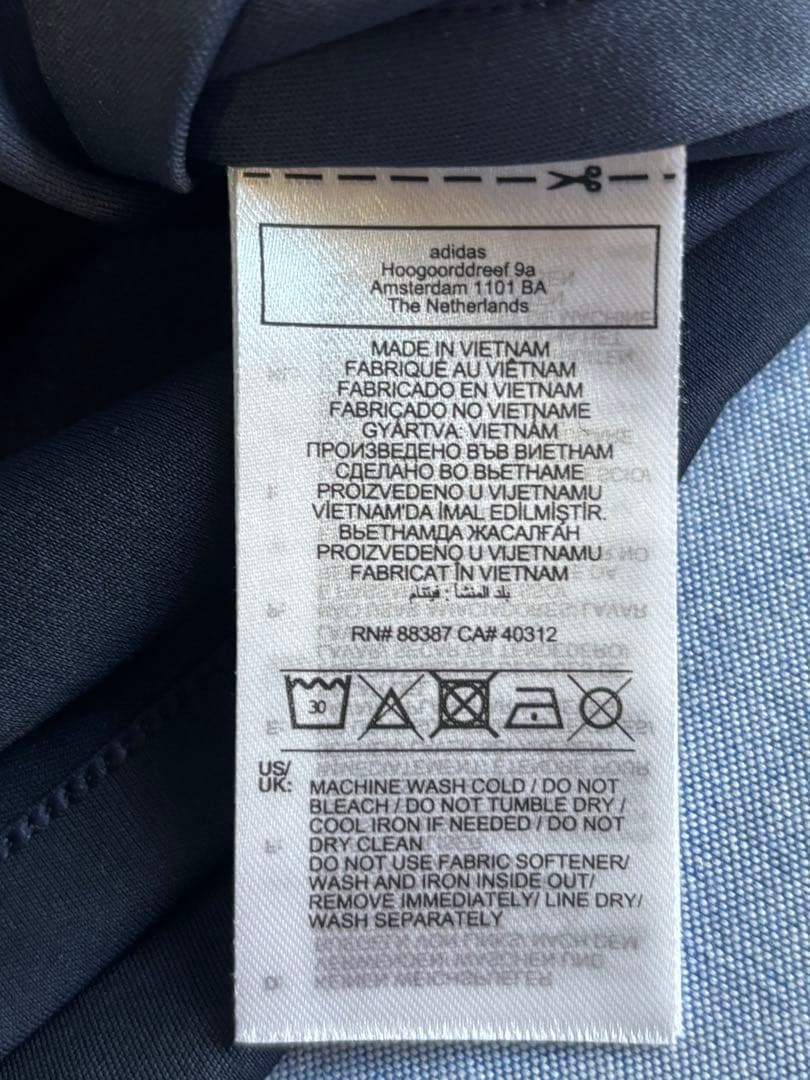 adidas
Hoogoorddreef 9a
Amsterdam 1101 BA
The Netherlands
MADE IN VIETNAM
FABRIQUÉ AU VIÊTNAM
FABRICADO EN VIETNAM
FABRICADO NO VIETNAME
GYÁRTVA: VIETNÁM
ПРОИЗВЕДЕНО ВЪВ ВИЕТНАМ
СДЕЛАНО ВО ВЬЕТНАМЕ
PROIZVEDENO U VIJETNAMU
VİETNAM'DA İMAL EDİLMİŞTİR.
ВЬЕТНАМДА ЖАСАЛҒАН
PROIZVEDENO U VIJETNAMU
FABRICAT ÎN VIETNAM
بلد المنشأ : فيتنام
RN# 88387 CA# 40312
30
US/
UK: MACHINE WASH COLD / DO NOT
BLEACH / DO NOT TUMBLE DRY /
COOL IRON IF NEEDED / DO NOT
DRY CLEAN
DO NOT USE FABRIC SOFTENER/
WASH AND IRON INSIDE OUT/
REMOVE IMMEDIATELY/ LINE DRY/
WASH SEPARATELY